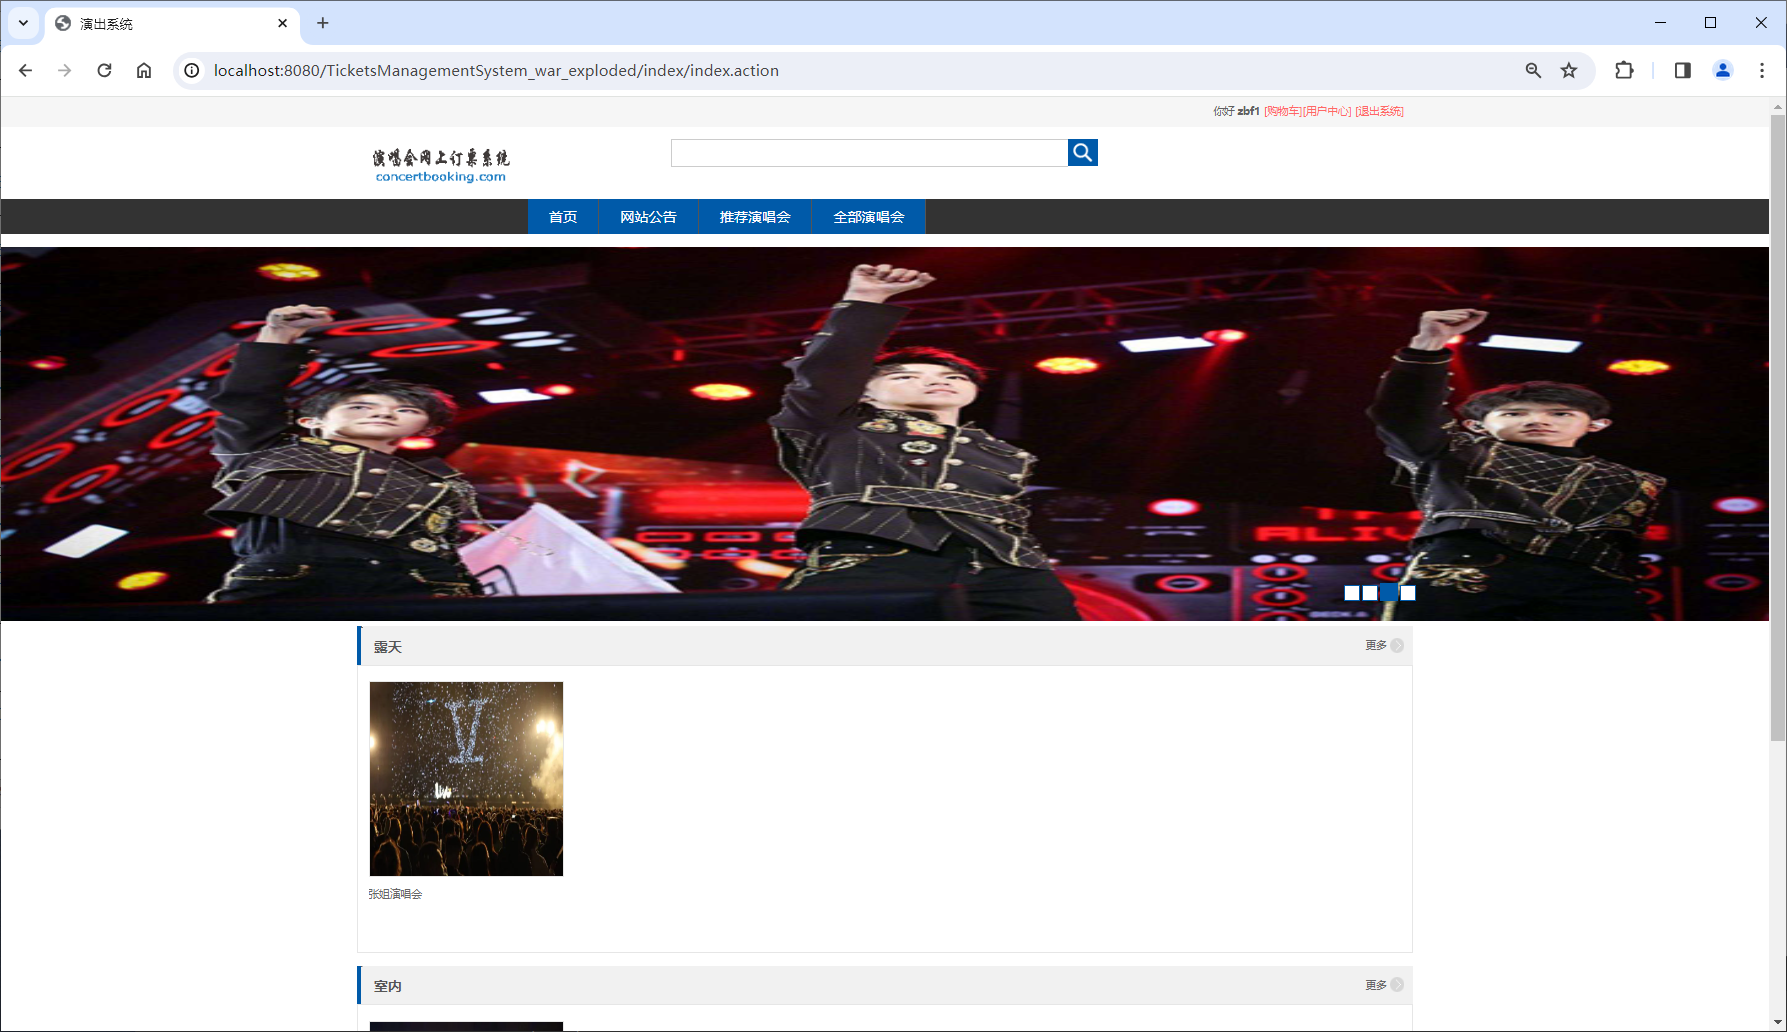 演出系统
localhost:8080/TicketsManagementSystem_war_exploded/index/index.action
你好 zbf1 [购物车][用户中心] [退出系统]
演唱会网上订票系统
concertbooking.com
首页 网站公告 推荐演唱会 全部演唱会
露天 更多
V
live
张姐演唱会
室内 更多